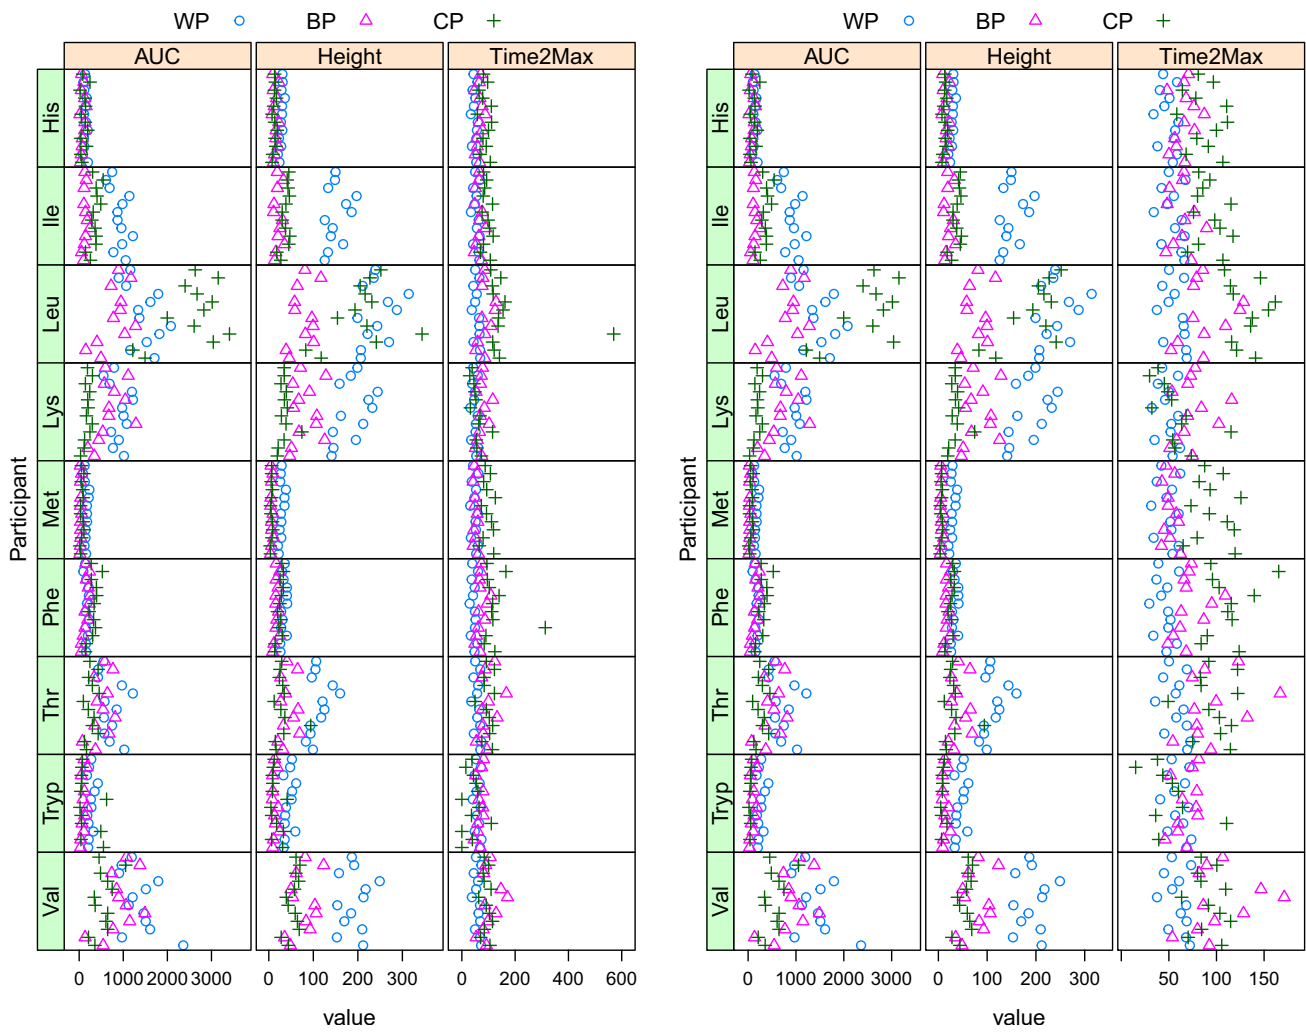 WP BP CP WP BP CP
AUC Height Time2Max AUC Height Time2Max
His His
Ile Ile
Leu Leu
Lys Lys
Participant Participant
Met Met
Phe Phe
Thr Thr
Tryp Tryp
Val Val
0 1000 2000 3000 0 100 200 300 0 200 400 600 0 1000 2000 3000 0 100 200 300 50 100 150
value value